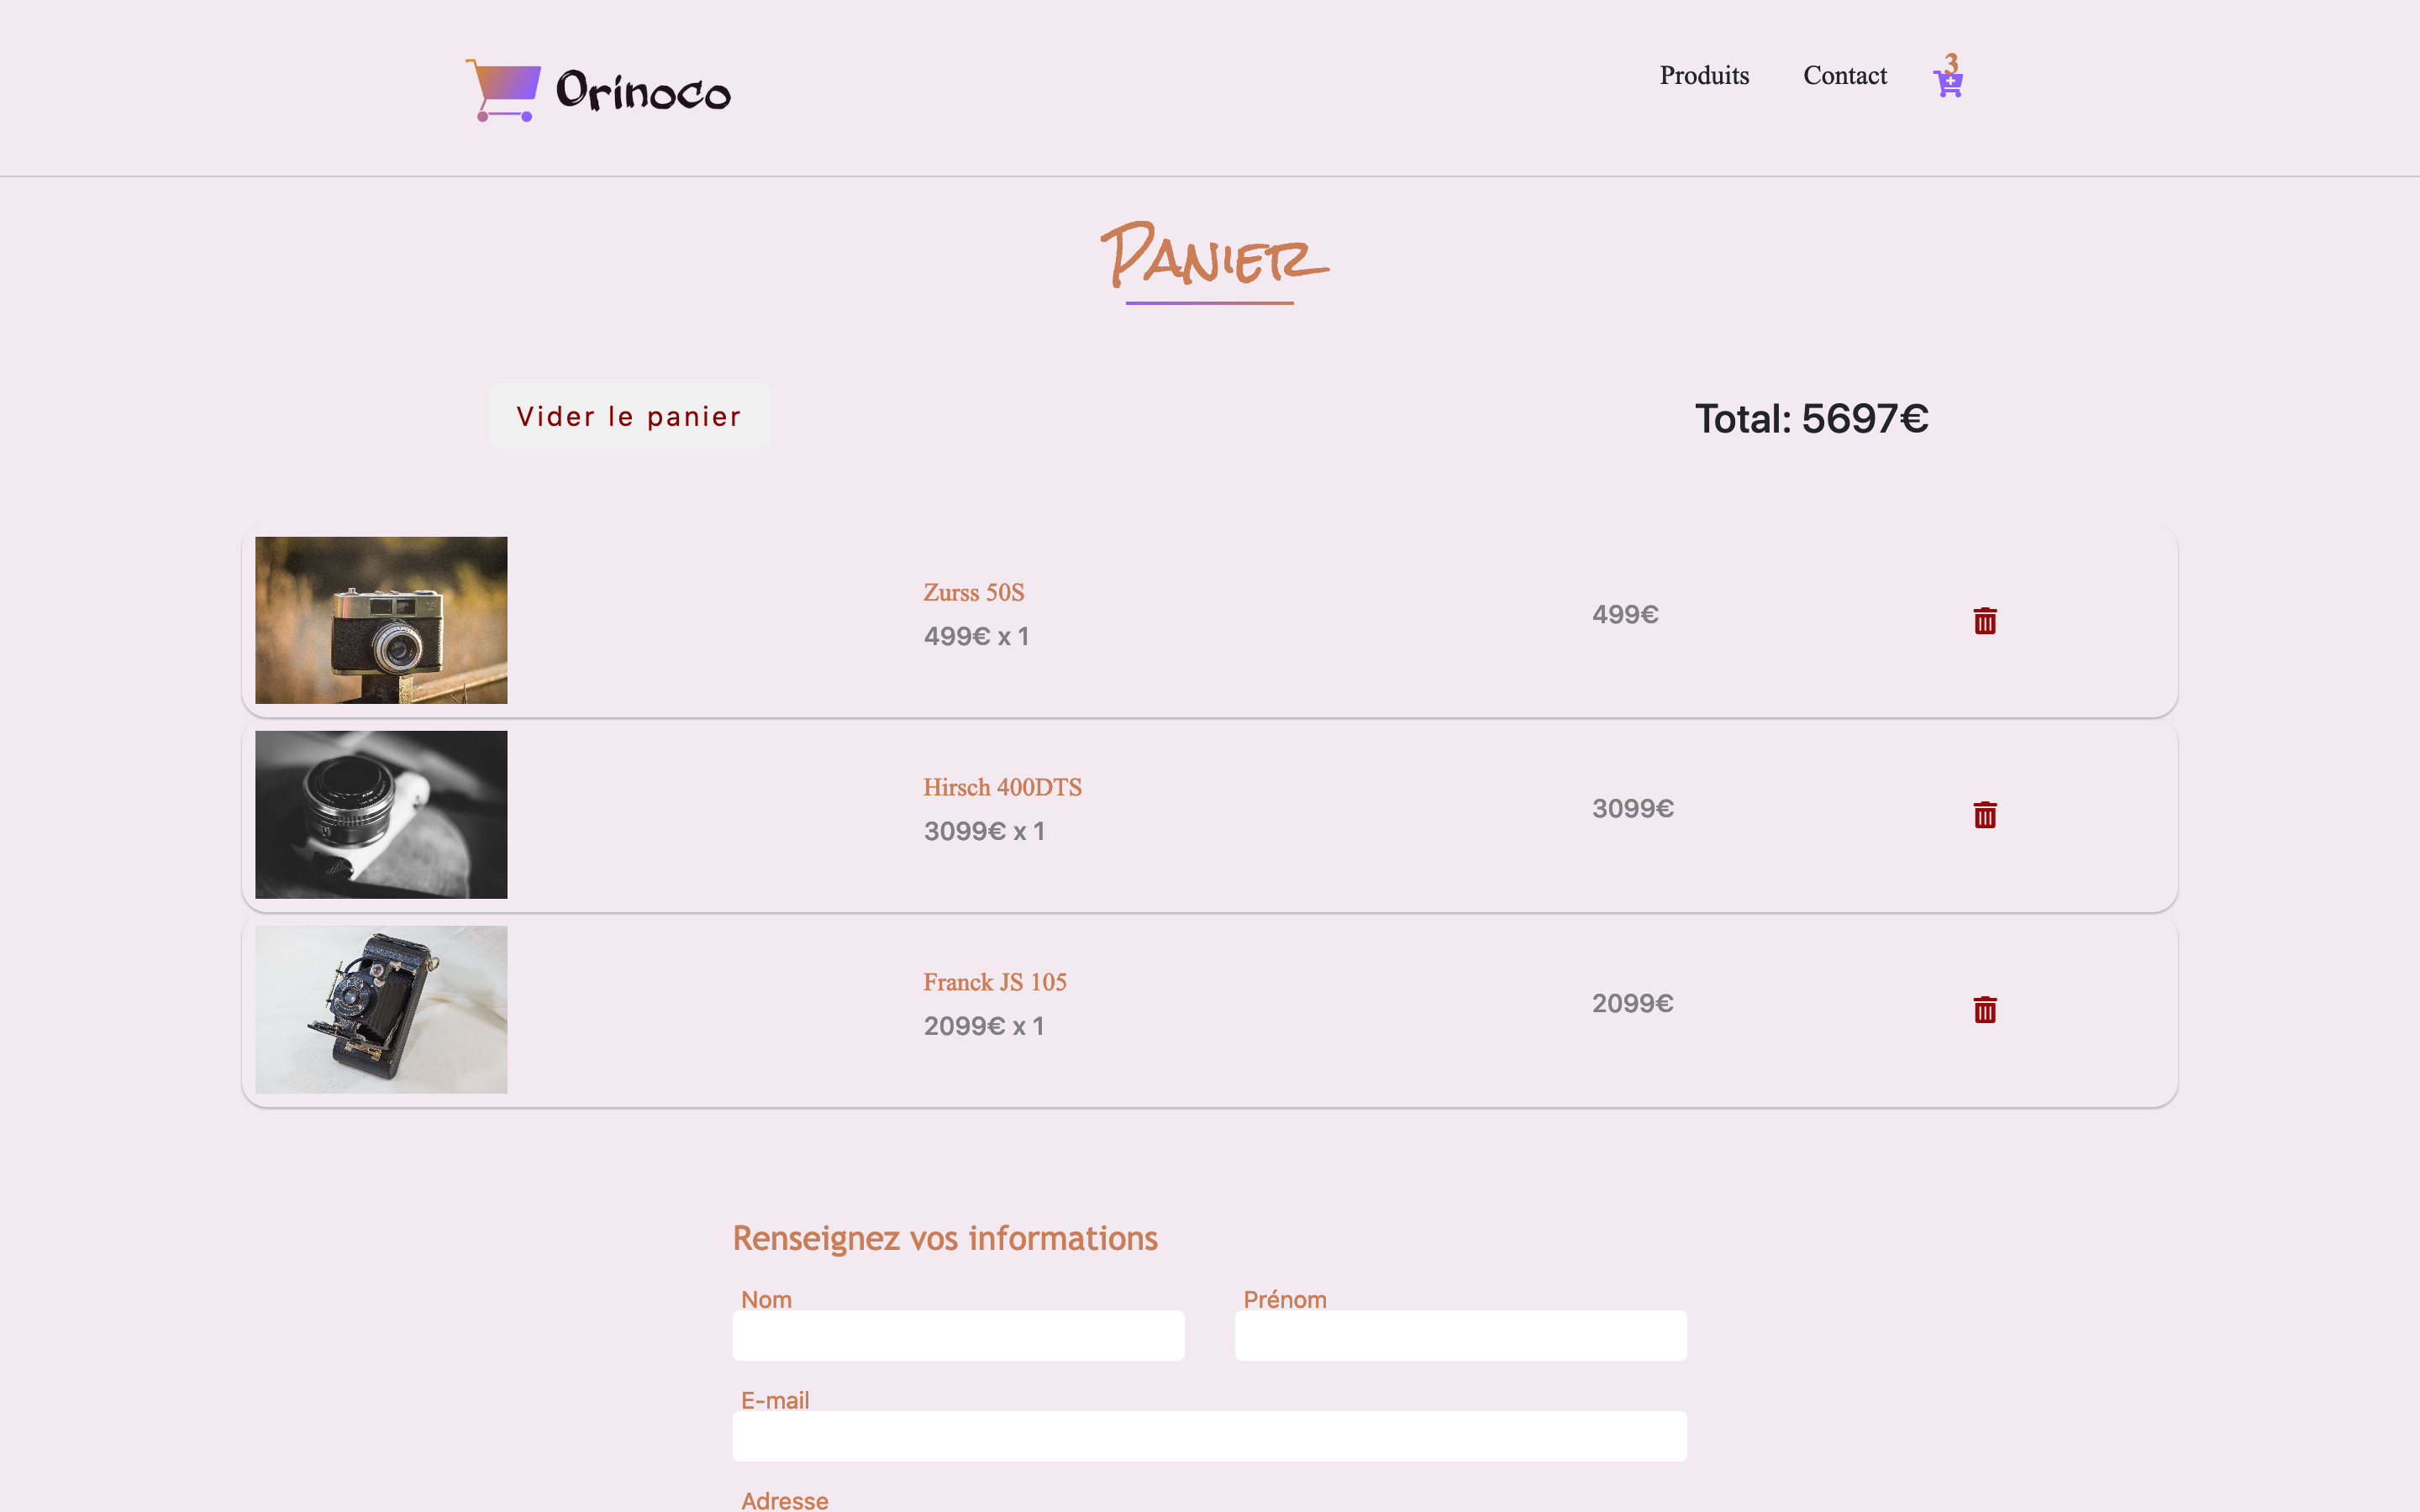 Orinoco
Produits Contact 3
Panier
Vider le panier Total: 5697€
Zurss 50S
499€ x 1 499€
Hirsch 400DTS
3099€ x 1 3099€
Franck JS 105
2099€ x 1 2099€
Renseignez vos informations
Nom Prénom
E-mail
Adresse